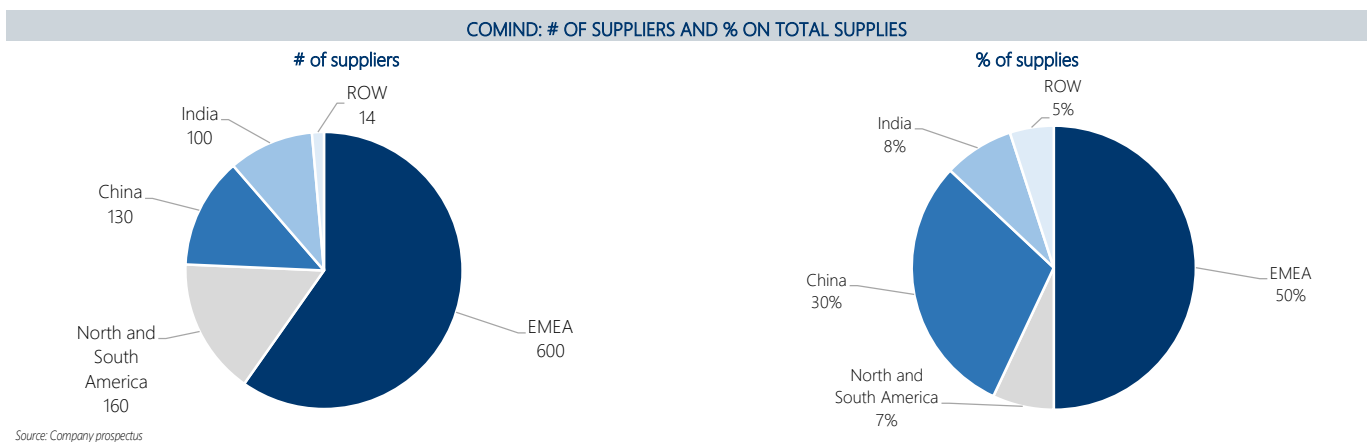 COMIND: # OF SUPPLIERS AND % ON TOTAL SUPPLIES
# of suppliers
ROW
14
India
100
China
130
North and
South
America
160
EMEA
600
% of supplies
ROW
5%
India
8%
China
30%
North and
South America
7%
EMEA
50%
Source: Company prospectus